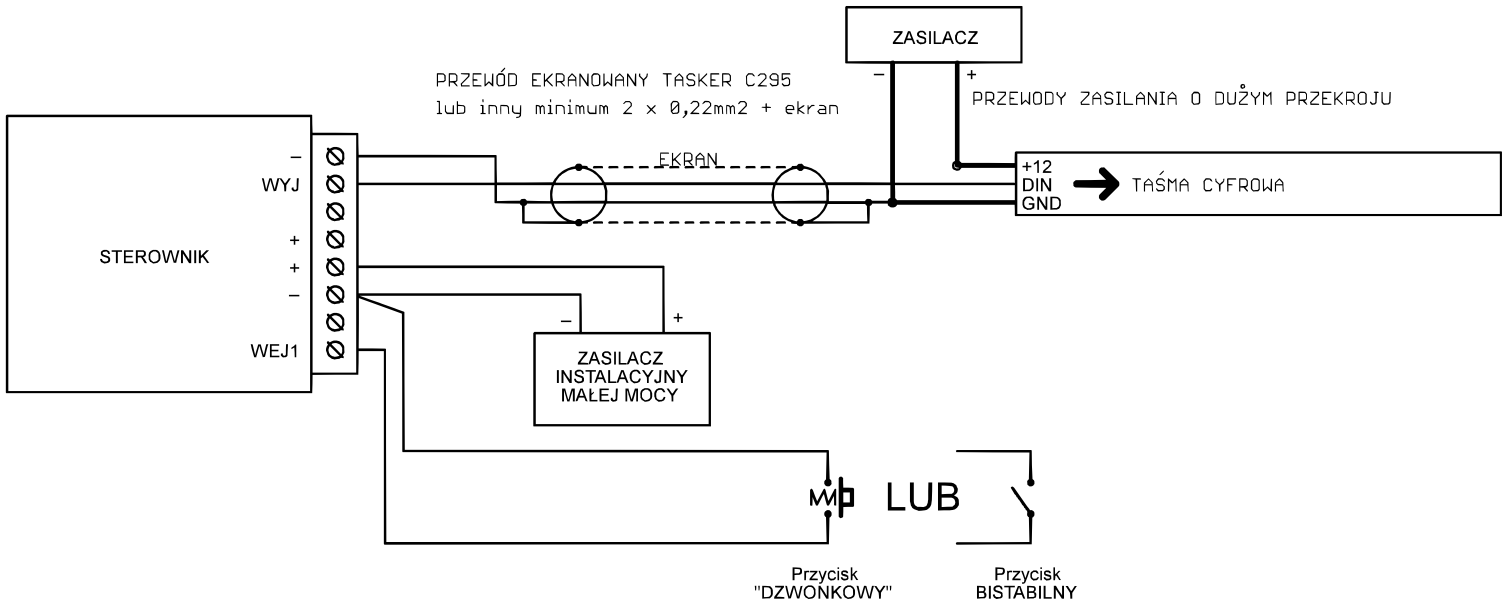 ZASILACZ
– +
PRZEWÓD EKRANOWANY TASKER C295
lub inny minimum 2 x 0,22mm2 + ekran
PRZEWODY ZASILANIA O DUŻYM PRZEKROJU
EKRAN
–
WYJ
+
+
–
WEJ1
STEROWNIK
+12
DIN
GND
TAŚMA CYFROWA
– +
ZASILACZ
INSTALACYJNY
MAŁEJ MOCY
LUB
Przycisk
"DZWONKOWY"
Przycisk
BISTABILNY